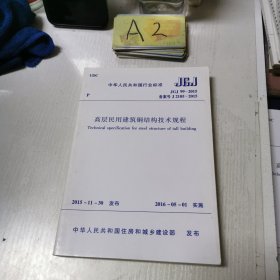 A2
UDC
中华人民共和国行业标准
JGJ
P
JGJ 99-2015
备案号 J 2105-2015
高层民用建筑钢结构技术规程
Technical specification for steel structure of tall building
2015-11-30 发布
2016-05-01 实施
中华人民共和国住房和城乡建设部 发布